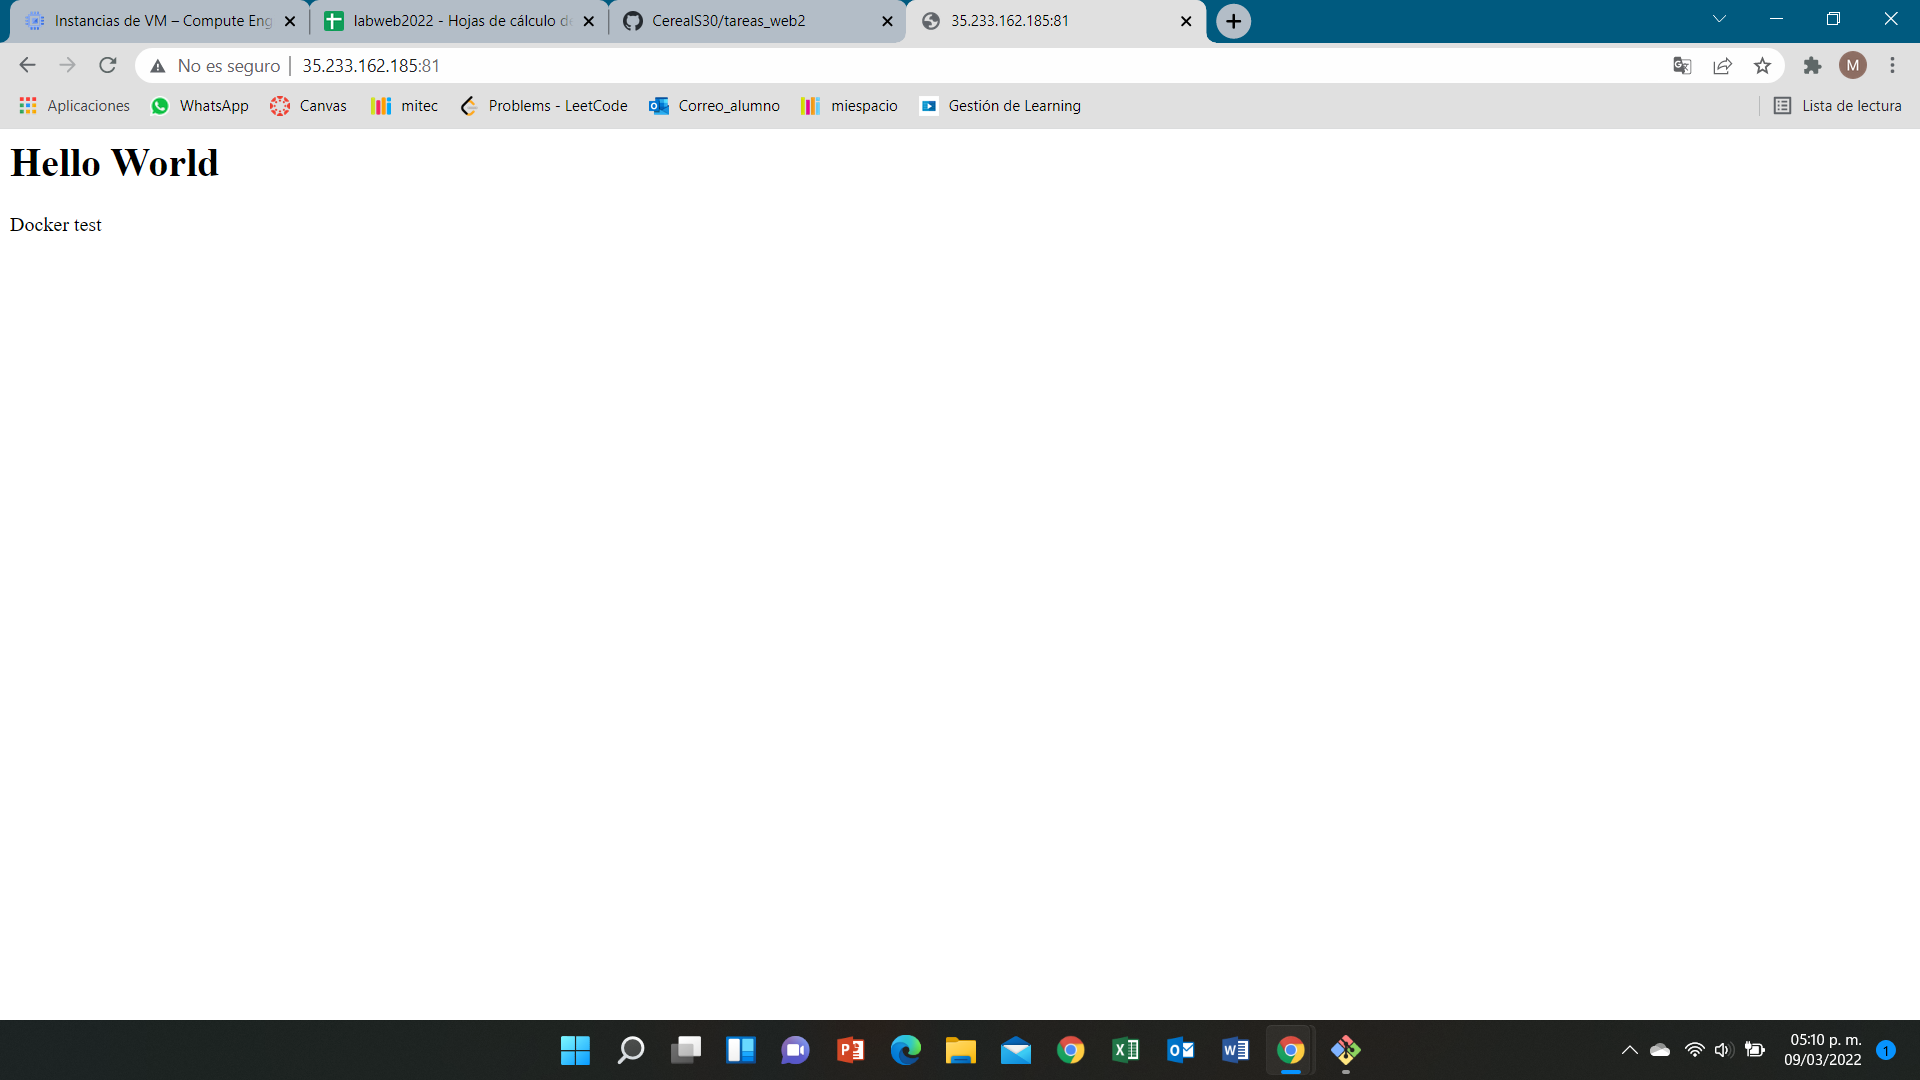 Instancias de VM – Compute Eng
labweb2022 - Hojas de cálculo d
CerealS30/tareas_web2
35.233.162.185:81
No es seguro
35.233.162.185:81
M
Aplicaciones
WhatsApp
Canvas
mitec
Problems - LeetCode
Correo_alumno
miespacio
Gestión de Learning
Lista de lectura
Hello World
Docker test
05:10 p. m.
09/03/2022
1